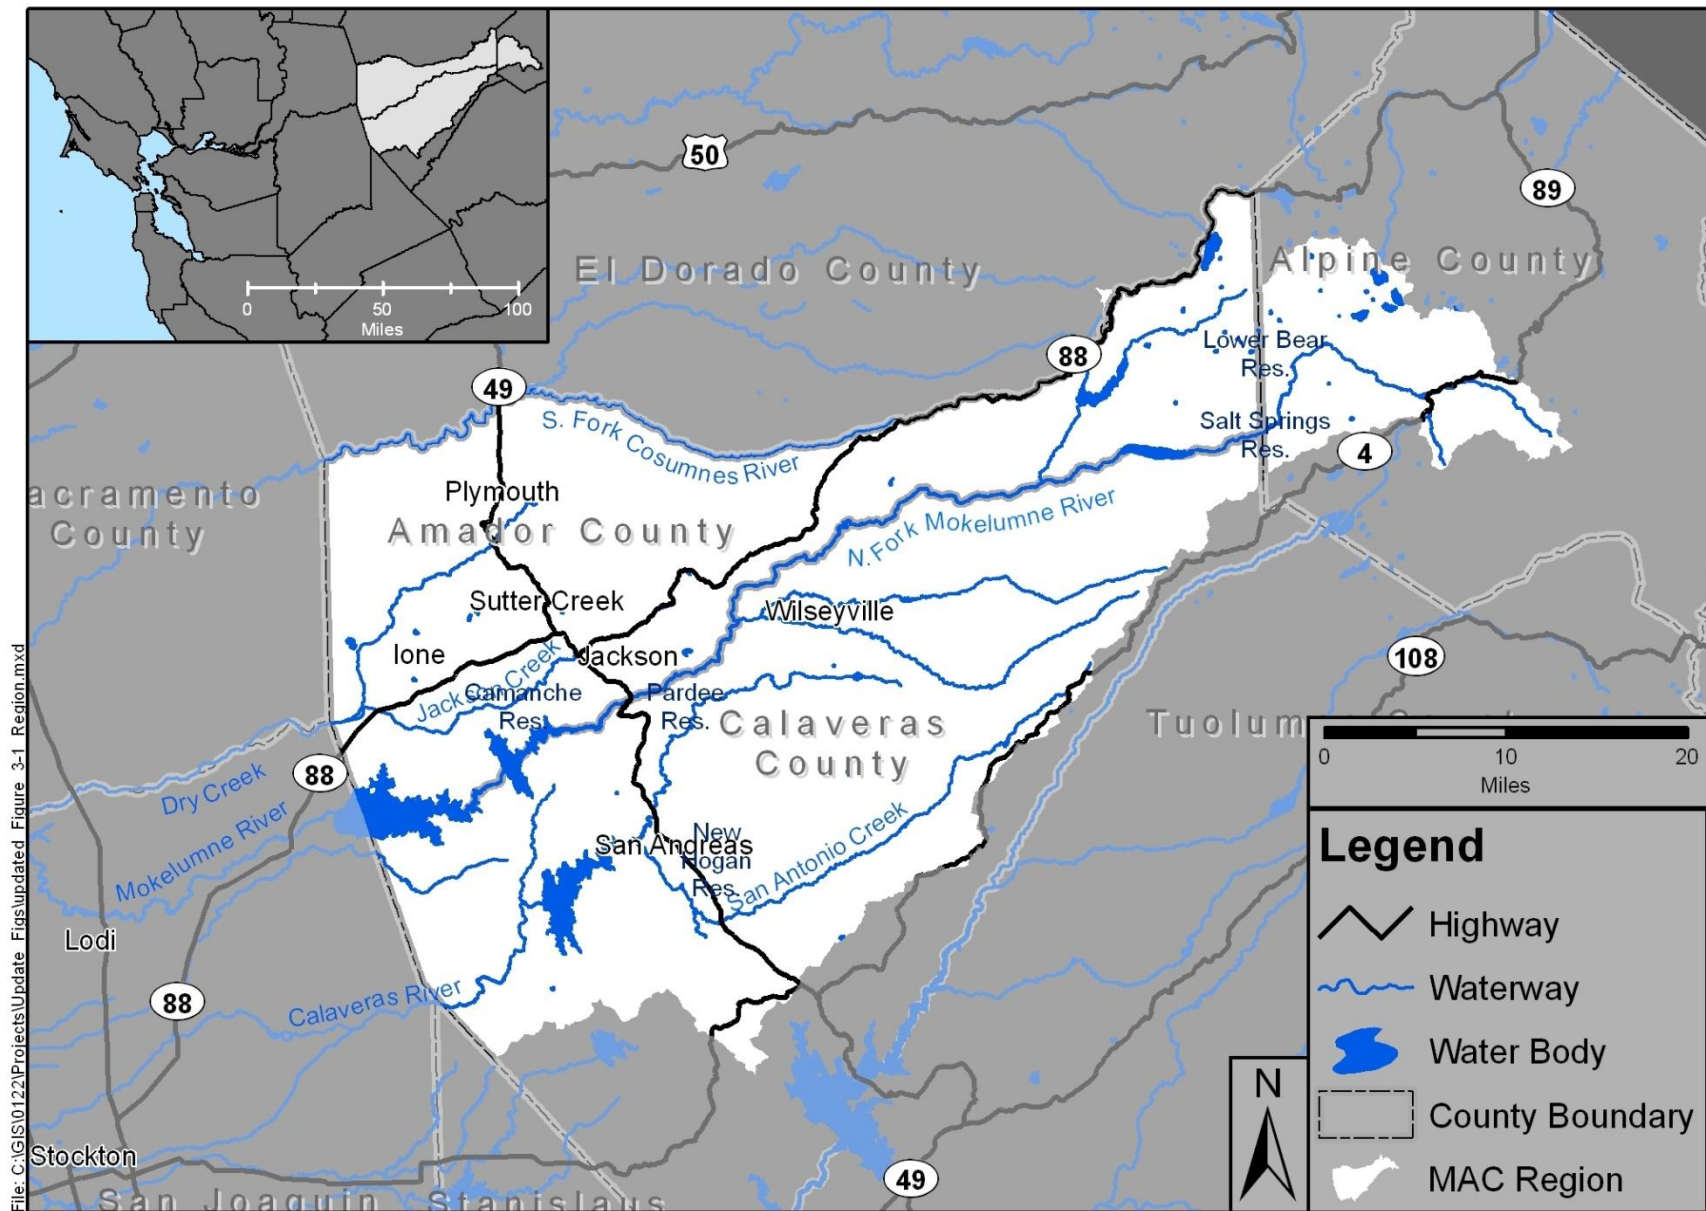 0 50 100
Miles
50
89
El Dorado County
Alpine County
88
Lower Bear
Res.
49
S. Fork Cosumnes River
Salt Springs
Res.
4
Plymouth
acramento
County
Amador County
N.Fork Mokelumne River
Sutter Creek
Wilseyville
Ione
Jackson
108
Jackson Creek
Camanche
Res.
Pardee
Res.
Calaveras
County
Tuolumne
88
Dry Creek
Mokelumne River
San Andreas
New
Hogan
Res.
San Antonio Creek
Lodi
88
Calaveras River
Stockton
San Joaquin
Stanislaus
49
0 10 20
Miles
Legend
Highway
Waterway
Water Body
County Boundary
MAC Region
N
File: C:\GIS\0122\Projects\Update_Figs\updated Figure 3-1 Region.mxd